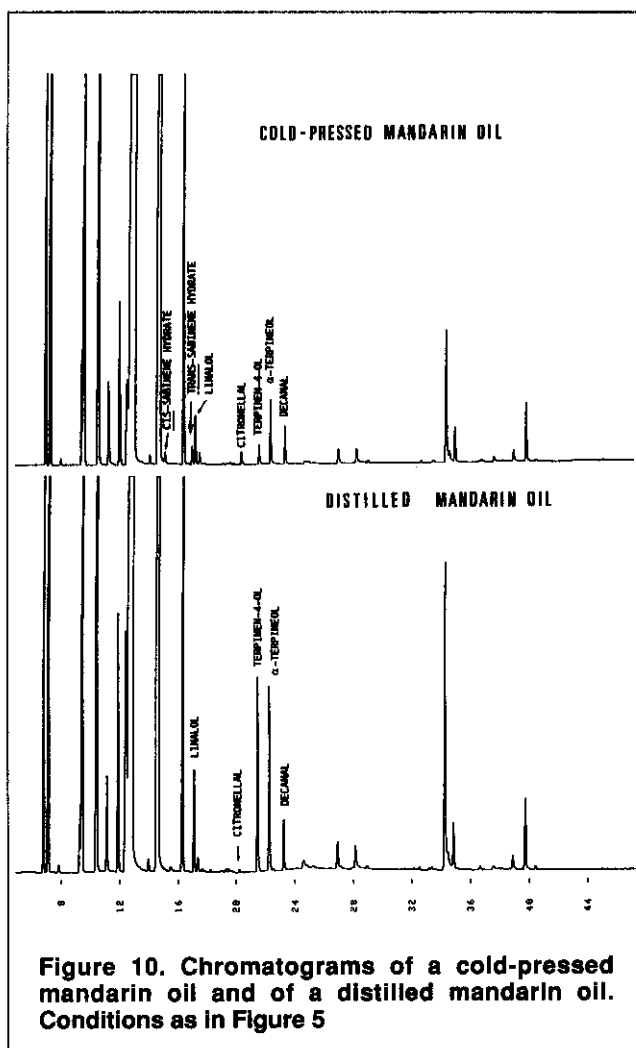 COLD-PRESSED MANDARIN OIL
CIS-SABINENE HYDRATE
TRANS-SABINENE HYDRATE
LINALOL
CITRONELLAL
TERPINEN-4-OL
α-TERPINEOL
DECANAL
DISTILLED MANDARIN OIL
LINALOL
CITRONELLAL
TERPINEN-4-OL
α-TERPINEOL
DECANAL
8 12 16 20 24 28 32 36 40 44
Figure 10. Chromatograms of a cold-pressed
mandarin oil and of a distilled mandarin oil.
Conditions as in Figure 5